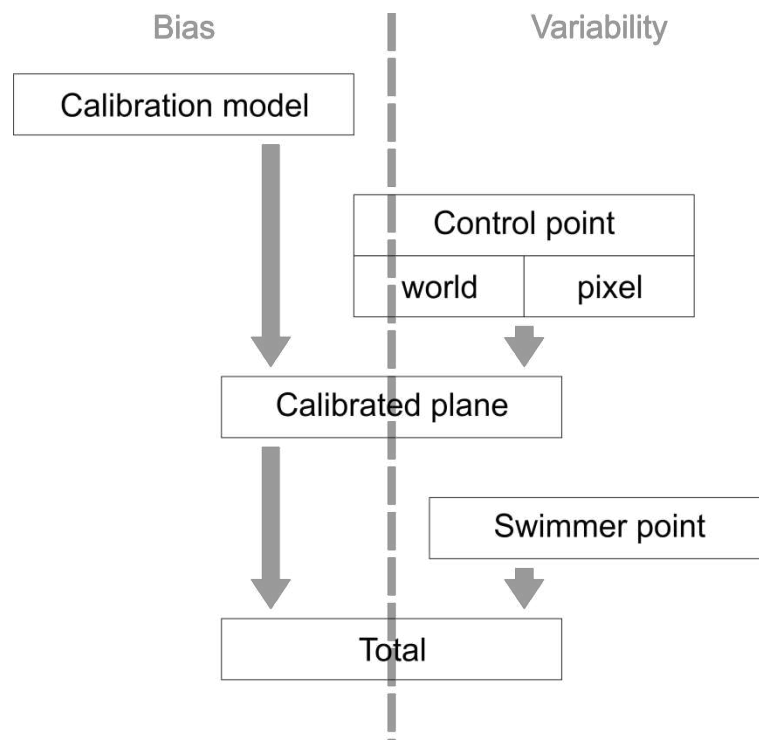 Bias
Variability
Calibration model
Control point
world
pixel
Calibrated plane
Swimmer point
Total